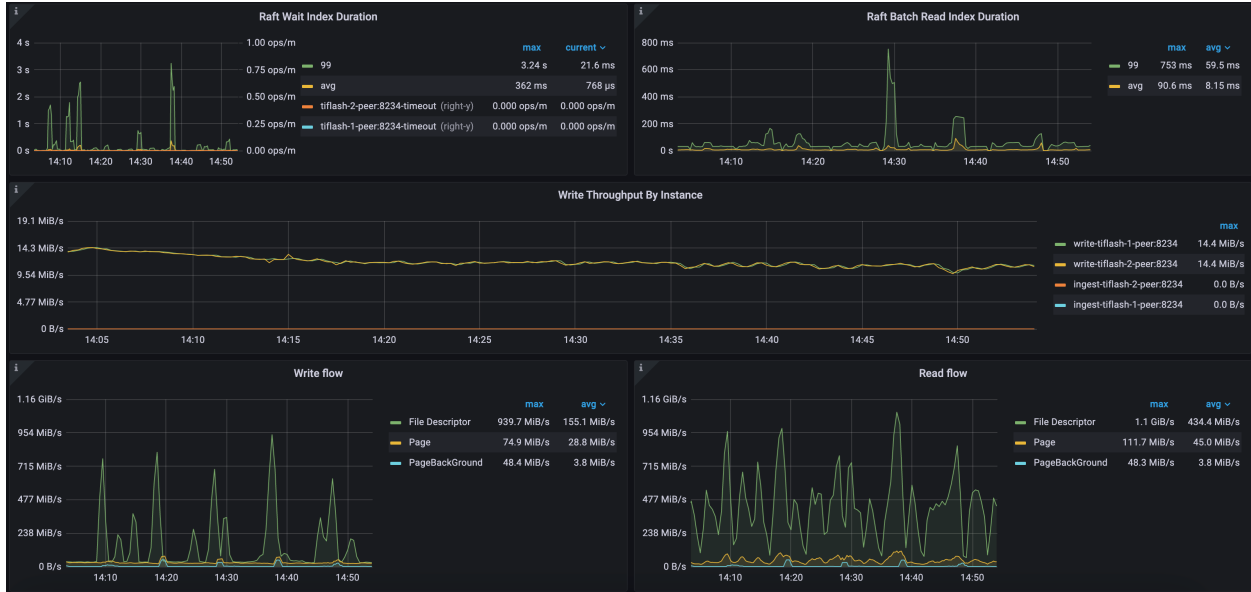 Raft Wait Index Duration
4 s
3 s
2 s
1 s
0 s
1.00 ops/m
0.75 ops/m
0.50 ops/m
0.25 ops/m
0.00 ops/m
14:10 14:20 14:30 14:40 14:50
max current
99 3.24 s 21.6 ms
avg 362 ms 768 µs
tiflash-2-peer:8234-timeout (right-y) 0.000 ops/m 0.000 ops/m
tiflash-1-peer:8234-timeout (right-y) 0.000 ops/m 0.000 ops/m
Raft Batch Read Index Duration
800 ms
600 ms
400 ms
200 ms
0 s
14:10 14:20 14:30 14:40 14:50
max avg
99 753 ms 59.5 ms
avg 90.6 ms 8.15 ms
Write Throughput By Instance
19.1 MiB/s
14.3 MiB/s
9.54 MiB/s
4.77 MiB/s
0 B/s
14:05 14:10 14:15 14:20 14:25 14:30 14:35 14:40 14:45 14:50
max
write-tiflash-1-peer:8234 14.4 MiB/s
write-tiflash-2-peer:8234 14.4 MiB/s
ingest-tiflash-2-peer:8234 0.0 B/s
ingest-tiflash-1-peer:8234 0.0 B/s
Write flow
1.16 GiB/s
954 MiB/s
715 MiB/s
477 MiB/s
238 MiB/s
0 B/s
14:10 14:20 14:30 14:40 14:50
max avg
File Descriptor 939.7 MiB/s 155.1 MiB/s
Page 74.9 MiB/s 28.8 MiB/s
PageBackGround 48.4 MiB/s 3.8 MiB/s
Read flow
1.16 GiB/s
954 MiB/s
715 MiB/s
477 MiB/s
238 MiB/s
0 B/s
14:10 14:20 14:30 14:40 14:50
max avg
File Descriptor 1.1 GiB/s 434.4 MiB/s
Page 111.7 MiB/s 45.0 MiB/s
PageBackGround 48.3 MiB/s 3.8 MiB/s